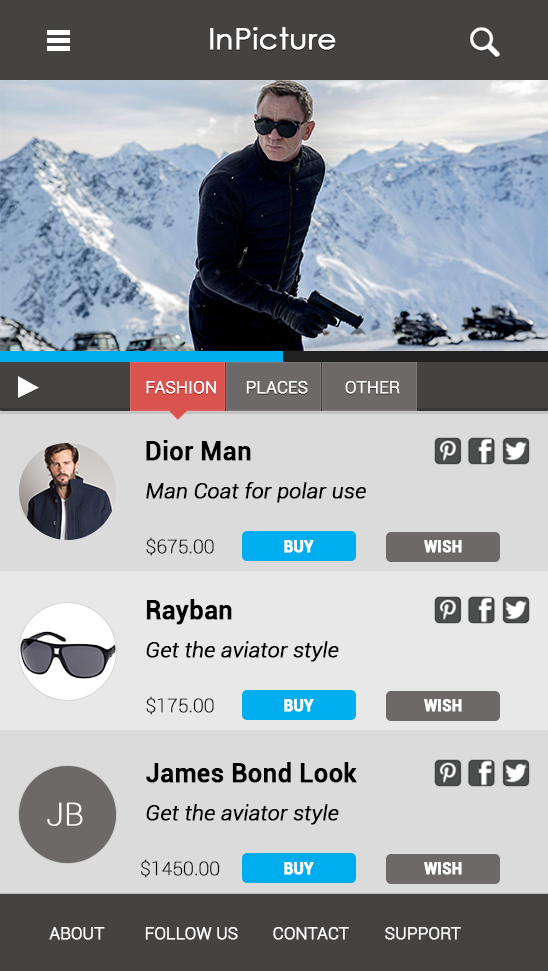 InPicture
FASHION PLACES OTHER
Dior Man
Man Coat for polar use
$675.00 BUY WISH
Rayban
Get the aviator style
$175.00 BUY WISH
James Bond Look
JB
Get the aviator style
$1450.00 BUY WISH
ABOUT FOLLOW US CONTACT SUPPORT